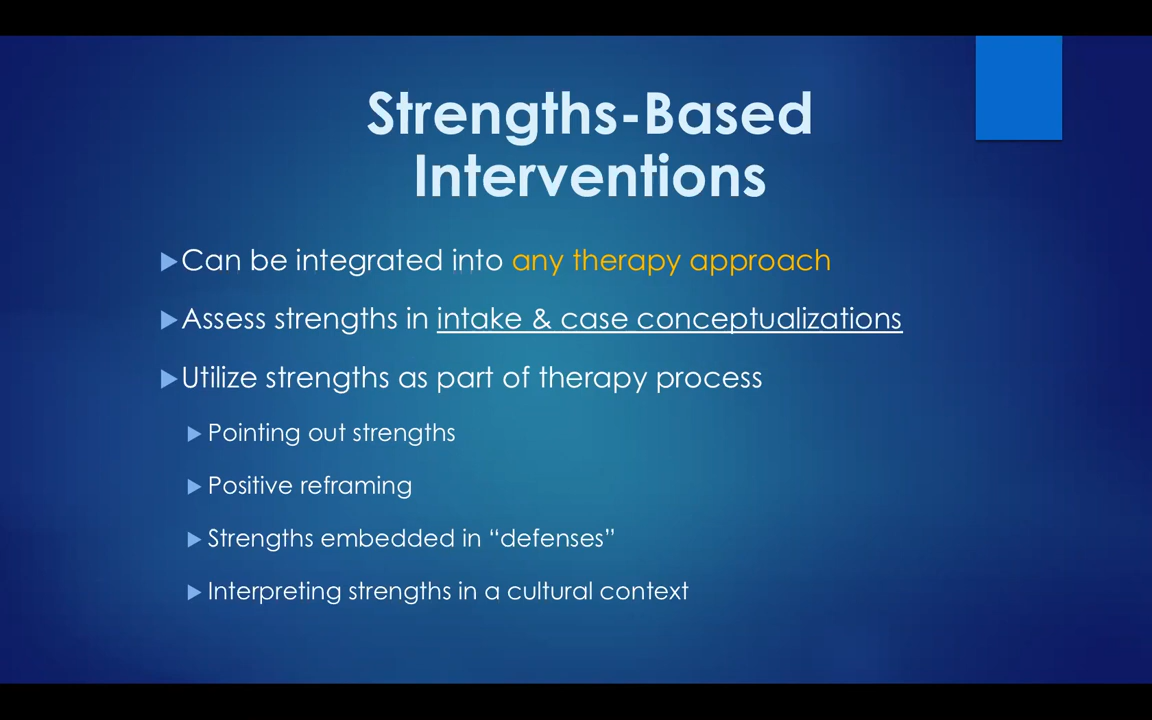 Strengths-Based
Interventions
Can be integrated into any therapy approach
Assess strengths in intake & case conceptualizations
Utilize strengths as part of therapy process
Pointing out strengths
Positive reframing
Strengths embedded in “defenses”
Interpreting strengths in a cultural context